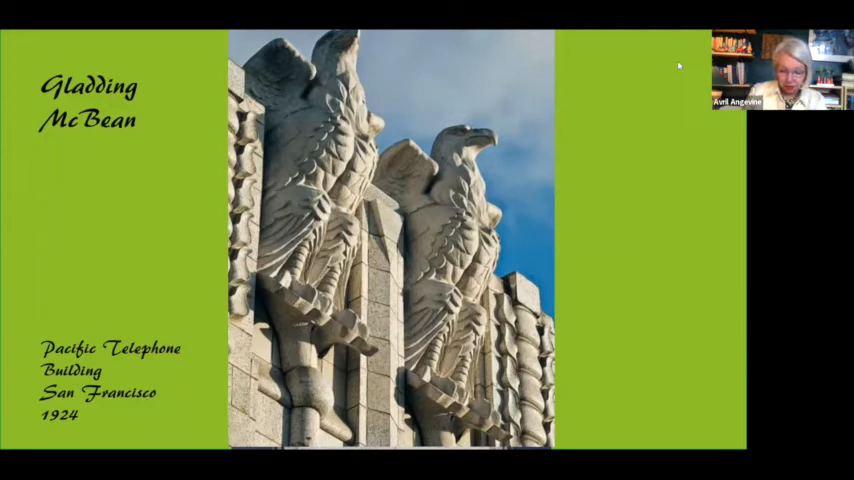 Gladding
McBean
Avril Angevine
Pacific Telephone
Building
San Francisco
1924